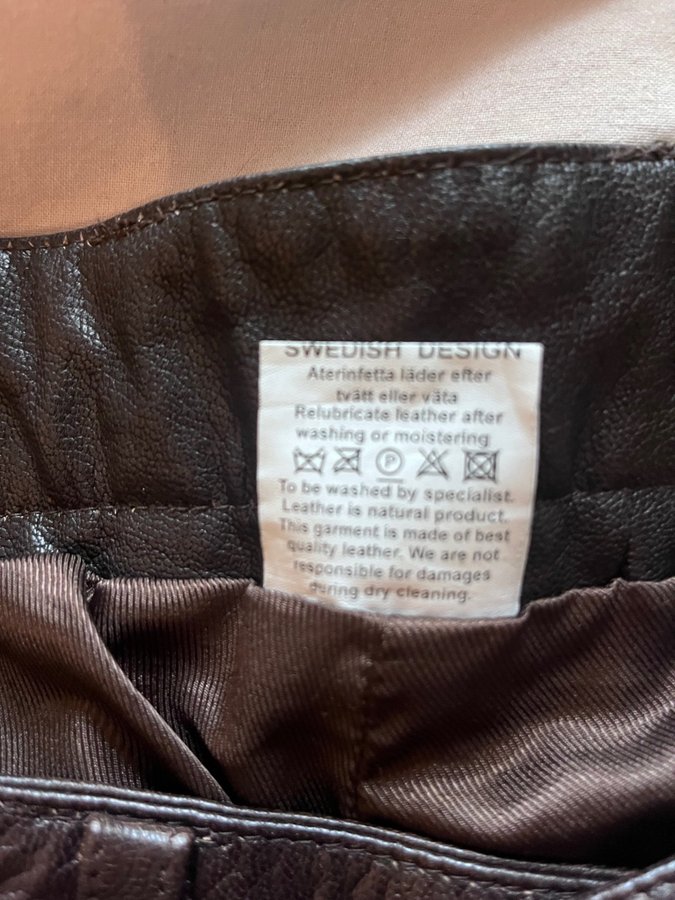 SWEDISH DESIGN
Återinfetta läder efter
tvätt eller väta
Relubricate leather after
washing or moistering
P
To be washed by specialist.
Leather is natural product.
This garment is made of best
quality leather. We are not
responsible for damages
during dry cleaning.